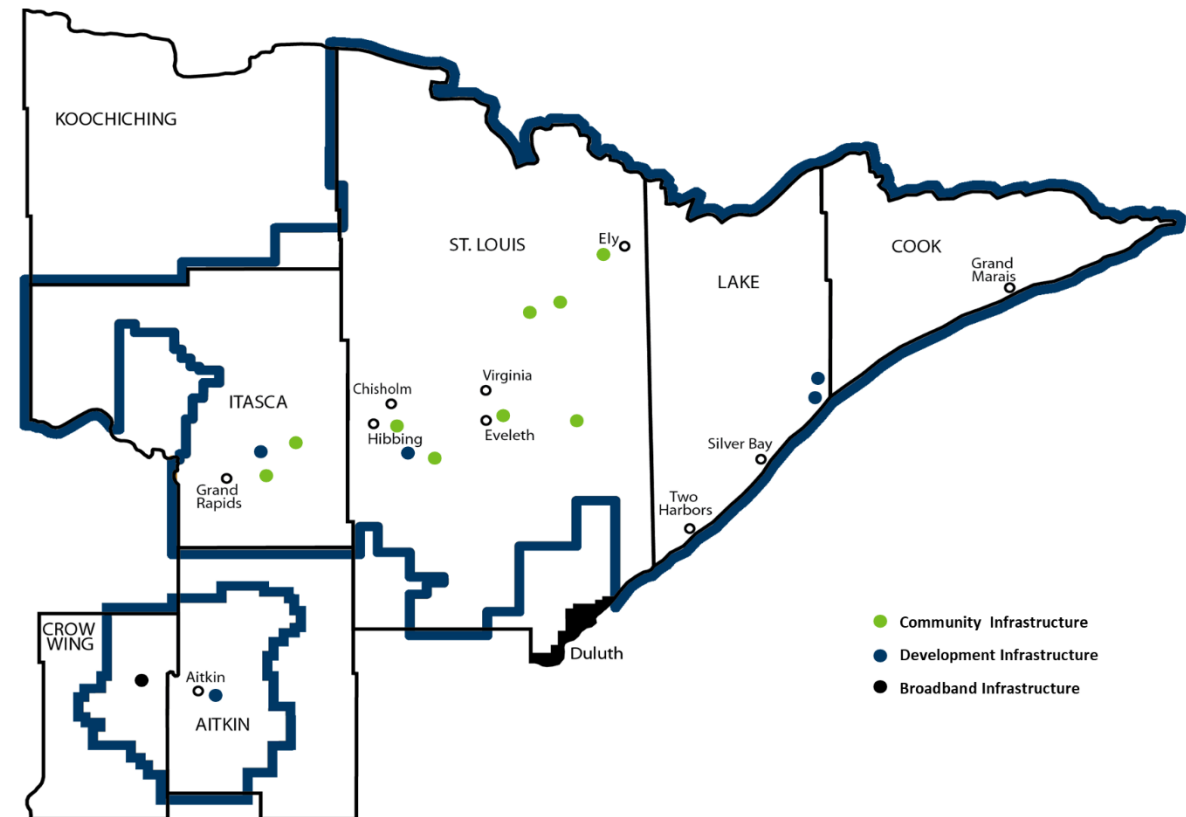 KOOCHICHING
ST. LOUIS
Ely
COOK
LAKE
Grand
Marais
Virginia
Chisholm
ITASCA
Hibbing
Eveleth
Silver Bay
Grand
Rapids
Two
Harbors
CROW
WING
Duluth
Aitkin
AITKIN
Community Infrastructure
Development Infrastructure
Broadband Infrastructure